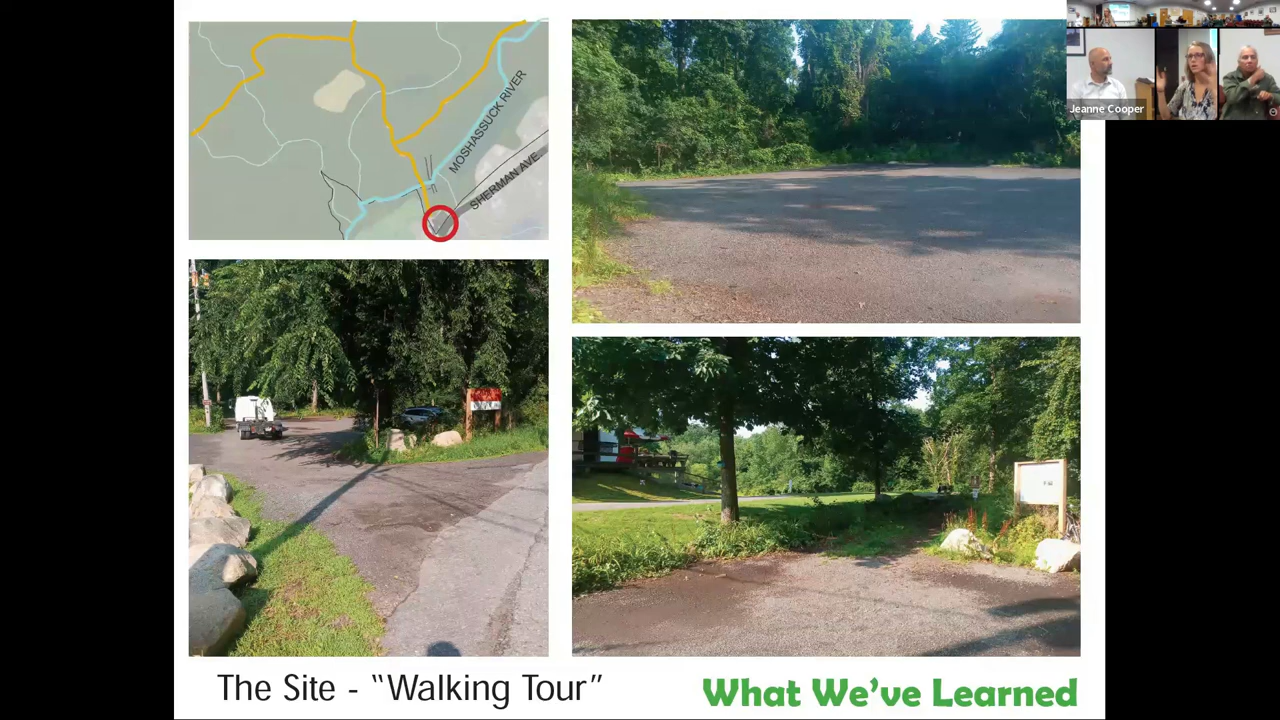 MOSHASSUCK RIVER
SHERMAN AVE.
Jeanne Cooper
The Site - “Walking Tour”
What We’ve Learned